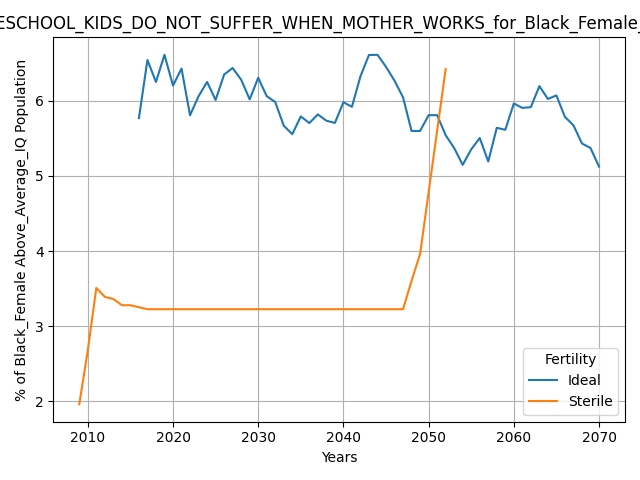 ESCHOOL_KIDS_DO_NOT_SUFFER_WHEN_MOTHER_WORKS_for_Black_Female_
% of Black_Female Above_Average_IQ Population
6
5
4
3
2
Fertility
Ideal
Sterile
2010 2020 2030 2040 2050 2060 2070
Years